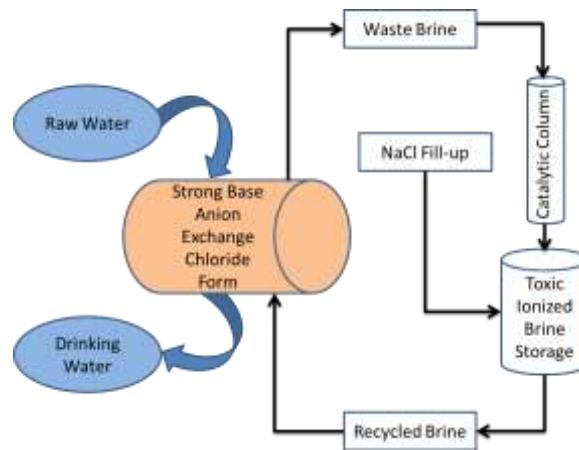 Waste Brine
Raw Water
NaCl Fill-up
Catalytic Column
Strong Base
Anion
Exchange
Chloride
Form
Toxic
Ionized
Brine
Storage
Drinking
Water
Recycled Brine